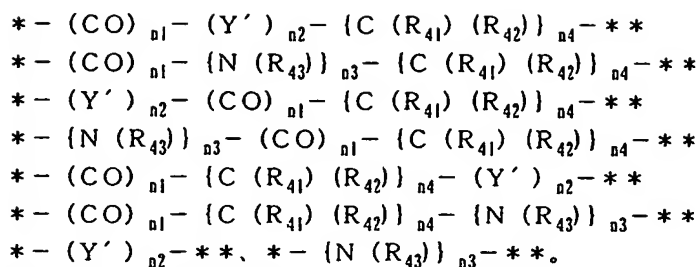 *－(CO)n1－(Y′)n2－{C(R41)(R42)}n4－**
*－(CO)n1－{N(R43)}n3－{C(R41)(R42)}n4－**
*－(Y′)n2－(CO)n1－{C(R41)(R42)}n4－**
*－{N(R43)}n3－(CO)n1－{C(R41)(R42)}n4－**
*－(CO)n1－{C(R41)(R42)}n4－(Y′)n2－**
*－(CO)n1－{C(R41)(R42)}n4－{N(R43)}n3－**
*－(Y′)n2－**、*－{N(R43)}n3－**。